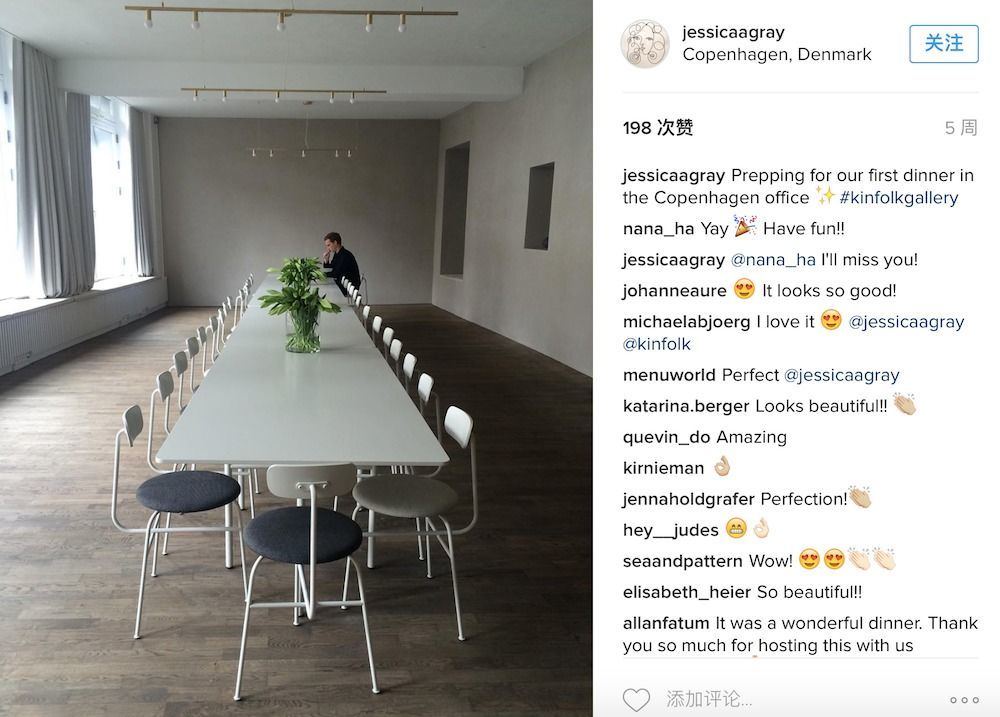 jessicaagray
Copenhagen, Denmark
关注
198 次赞
5 周
jessicaagray Prepping for our first dinner in
the Copenhagen office ✨ #kinfolkgallery
nana_ha Yay 🎉 Have fun!!
jessicaagray @nana_ha I'll miss you!
johanneaure 😍 It looks so good!
michaelabjoerg I love it 😍 @jessicaagray
@kinfolk
menuworld Perfect @jessicaagray
katarina.berger Looks beautiful!! 👏🏼
quevin_do Amazing
kirnieman 👌🏼
jennaholdgrafer Perfection!👏🏼
hey__judes 😁👌🏼
seaandpattern Wow! 😍😍👏🏼👏🏼
elisabeth_heier So beautiful!!
allanfatum It was a wonderful dinner. Thank
you so much for hosting this with us
添加评论...